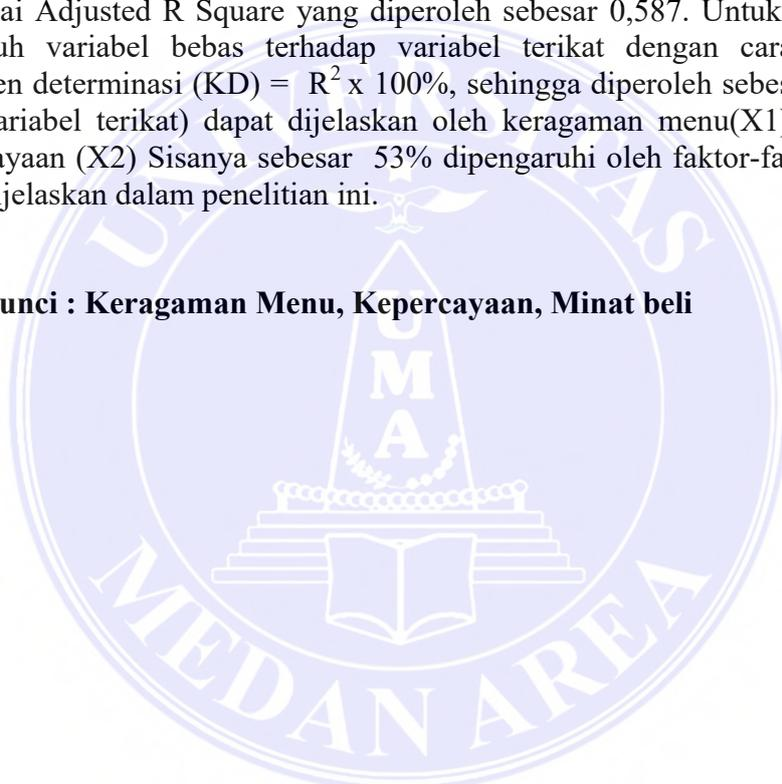 ai Adjusted R Square yang diperoleh sebesar 0,587. Untuk
uh variabel bebas terhadap variabel terikat dengan cara
en determinasi (KD) = R² x 100%, sehingga diperoleh sebes
ariabel terikat) dapat dijelaskan oleh keragaman menu(X1)
ayaan (X2) Sisanya sebesar 53% dipengaruhi oleh faktor-fa
jelaskan dalam penelitian ini.
unci : Keragaman Menu, Kepercayaan, Minat beli
UNIVERSITAS
UMA
MEDAN AREA